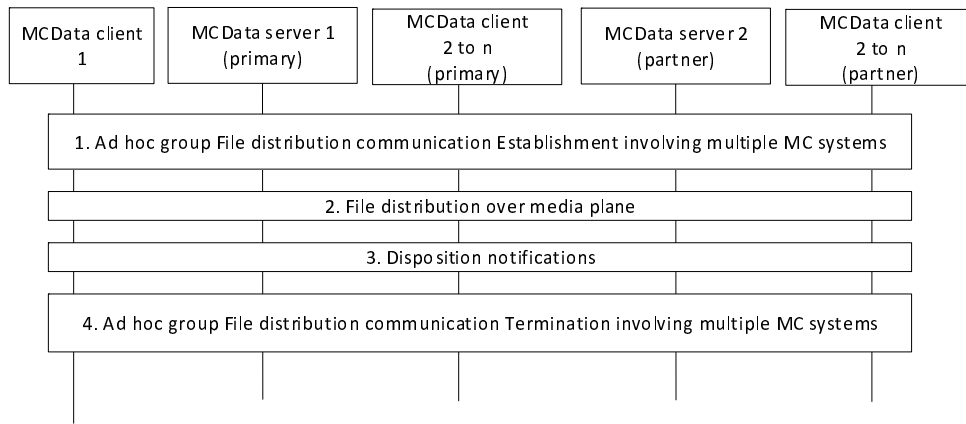 MCData client
1
MCData server 1
(primary)
MCData client
2 to n
(primary)
MCData server 2
(partner)
MCData client
2 to n
(partner)
1. Ad hoc group File distribution communication Establishment involving multiple MC systems
2. File distribution over media plane
3. Disposition notifications
4. Ad hoc group File distribution communication Termination involving multiple MC systems